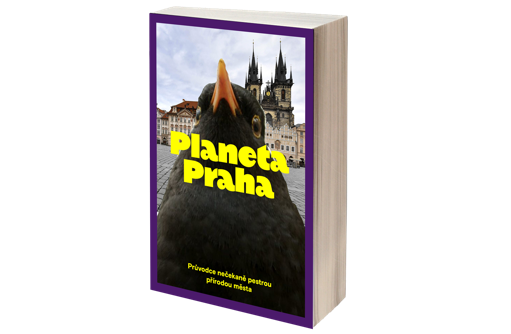 Planeta
Praha
Průvodce nečekaně pestrou
přírodou města